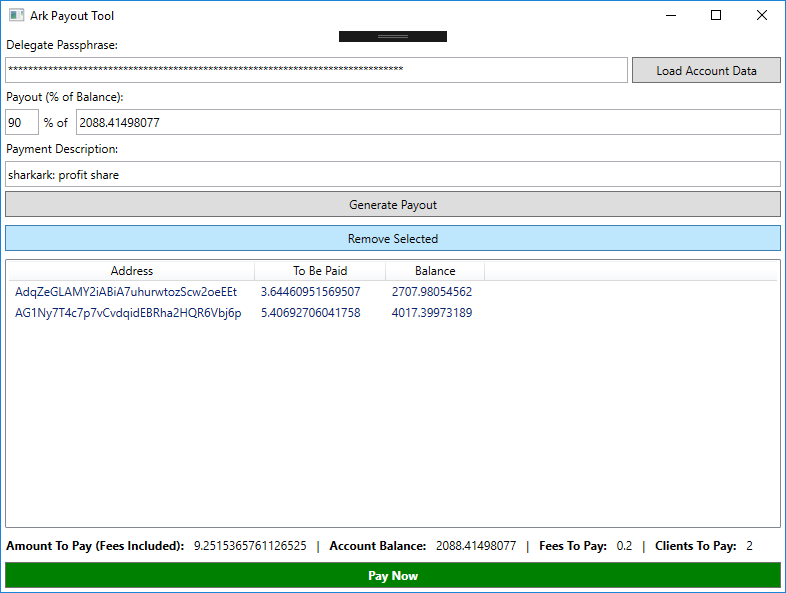 Ark Payout Tool
Delegate Passphrase:
******************************************************************************* Load Account Data
Payout (% of Balance):
90 % of 2088.41498077
Payment Description:
sharkark: profit share
Generate Payout
Remove Selected
Address To Be Paid Balance
AdqZeGLAMY2iABiA7uhurwtozScw2oeEEt 3.64460951569507 2707.98054562
AG1Ny7T4c7p7vCvdqidEBRha2HQR6Vbj6p 5.40692706041758 4017.39973189
Amount To Pay (Fees Included): 9.2515365761126525 | Account Balance: 2088.41498077 | Fees To Pay: 0.2 | Clients To Pay: 2
Pay Now